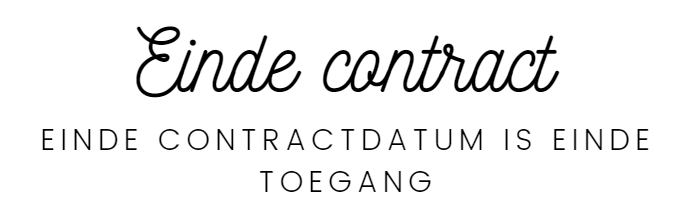 Einde contract
EINDE CONTRACTDATUM IS EINDE
TOEGANG